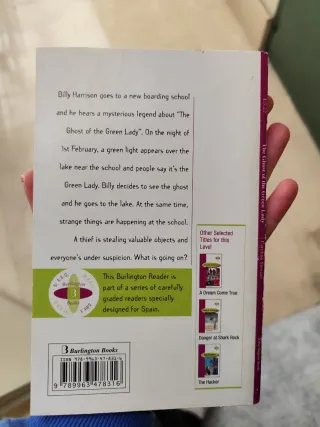 Billy Harrison goes to a new boarding school
and he hears a mysterious legend about "The
Ghost of the Green Lady". On the night of
1st February, a green light appears over the
lake near the school and people say it's the
Green Lady. Billy decides to see the ghost
and he goes to the lake. At the same time,
strange things are happening at the school.
A thief is stealing valuable objects and
everyone's under suspicion. What is going on?
This Burlington Reader is
part of a series of carefully
graded readers specially
designed for Spain.
Burlington
3
Books
B Burlington Books
9 789963 478316
Other Selected
Titles for this
Level
A Dream Come True
Danger at Shark Rock
The Hacker
The Ghost of the Green Lady